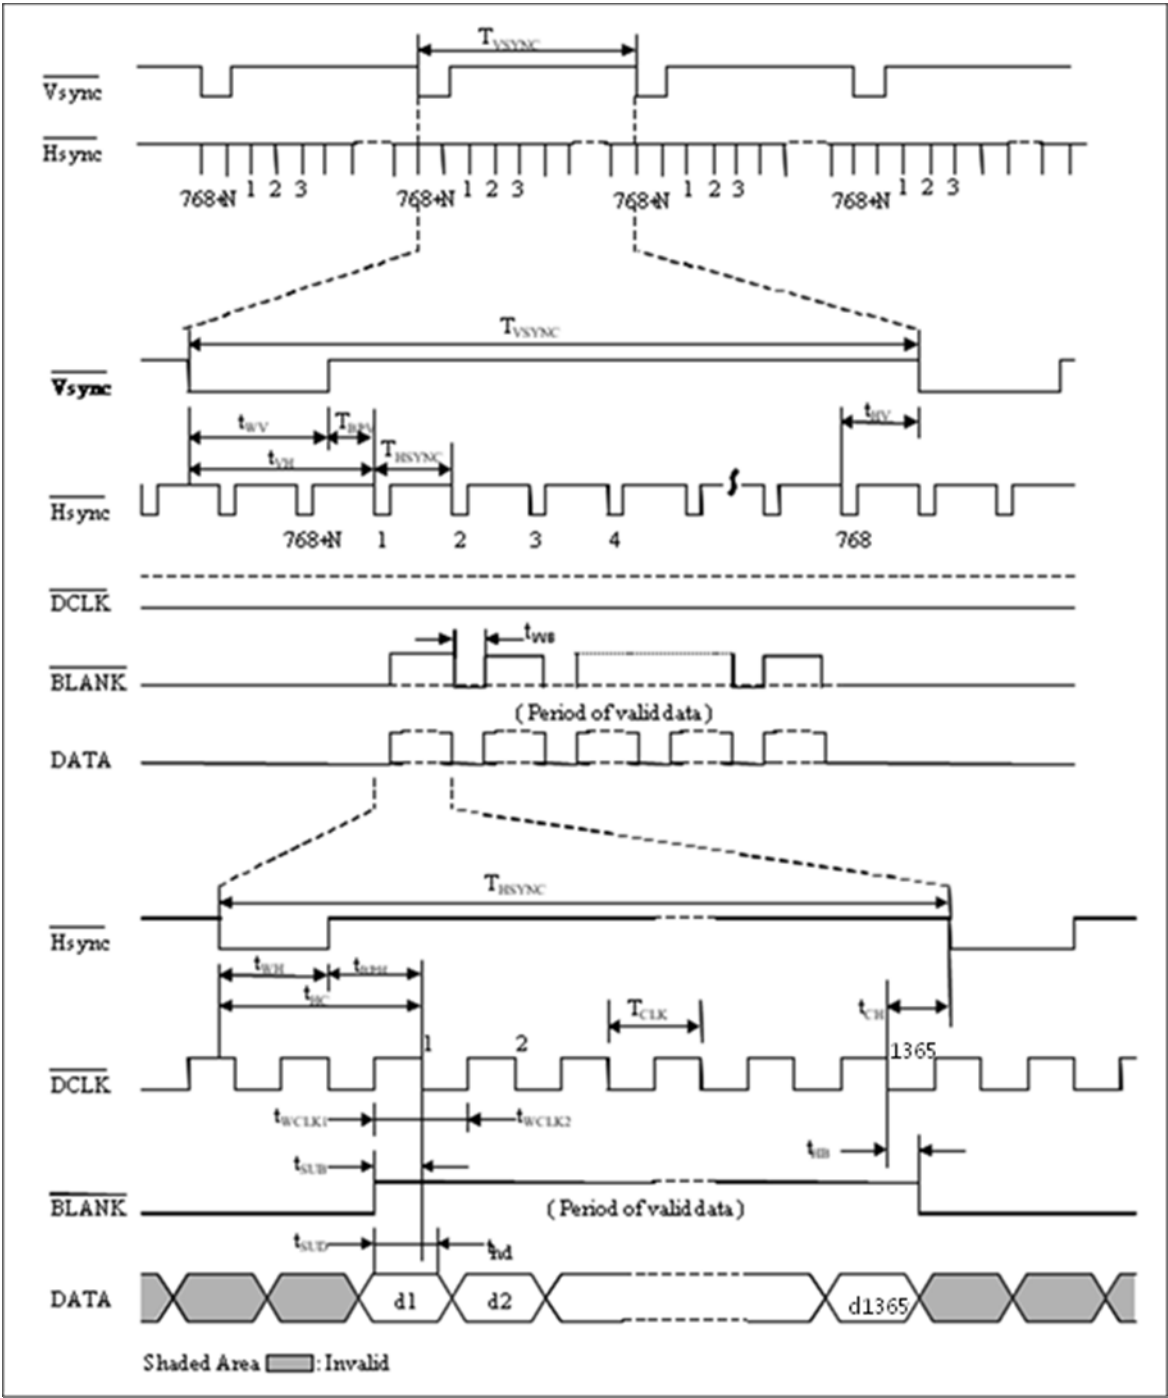 TVSYNC
Vsync
Hsync
768+N 1 2 3 768+N 1 2 3 768+N 1 2 3 768+N 1 2 3
TVSYNC
Vsync
tWV TBPV tHV
tVH THSYNC
Hsync
768+N 1 2 3 4 768
DCLK
tWB
BLANK
( Period of valid data )
DATA
THSYNC
Hsync
tWH tBPH
tHC TCLK tCH
1 2 1365
DCLK
tWCLK1 tWCLK2
tHB
tSUB
BLANK ( Period of valid data )
tSUD thd
DATA d1 d2 d1365
Shaded Area : Invalid